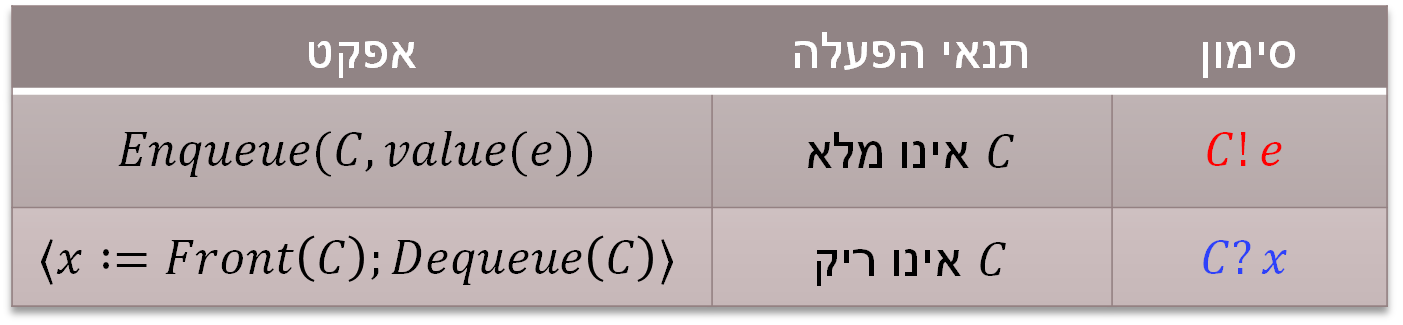 סימון תנאי הפעלה אפקט
C! e C אינו מלא Enqueue(C, value(e))
C? x C אינו ריק ⟨x ≔ Front(C); Dequeue(C)⟩